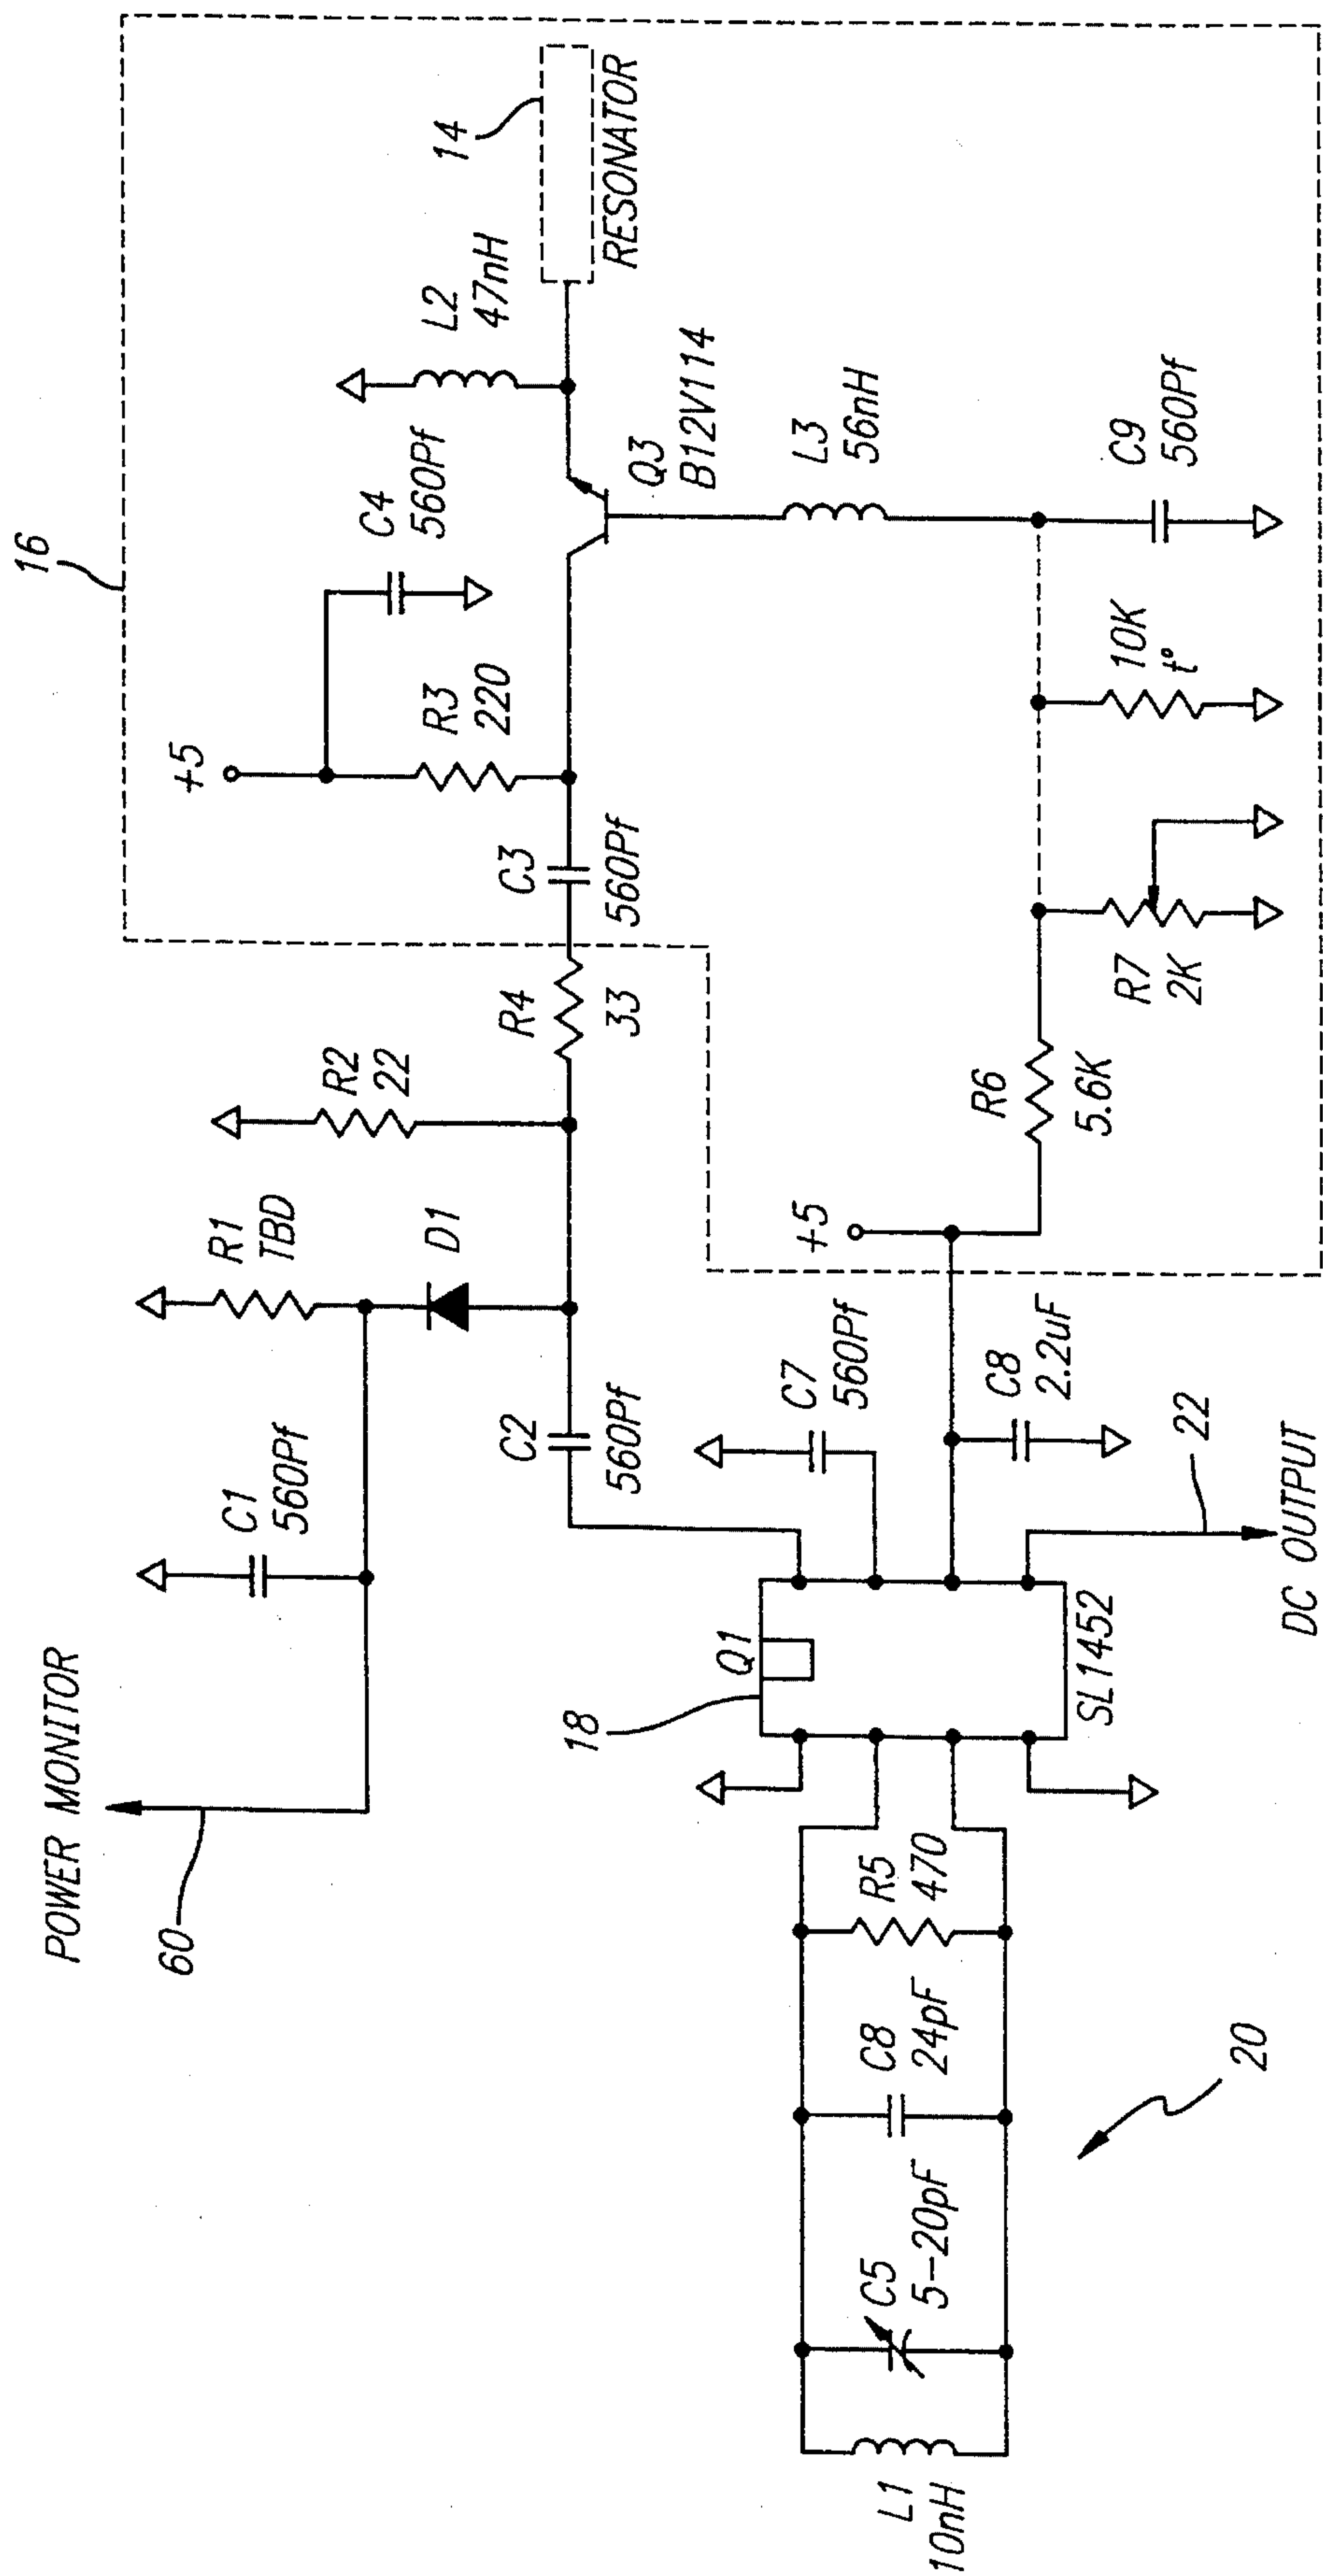 POWER MONITOR
60
C1
560Pf
R1
TBD
D1
R2
22
R4
33
C2
560Pf
16
+5
C4
560Pf
R3
220
C3
560Pf
L2
47nH
14
RESONATOR
Q3
B12V114
L3
56nH
C9
560Pf
10K
t°
R7
2K
R6
5.6K
+5
C7
560Pf
C8
2.2uF
22
DC OUTPUT
18
Q1
SL1452
R5
470
C8
24pF
C5
5-20pF
L1
10nH
20